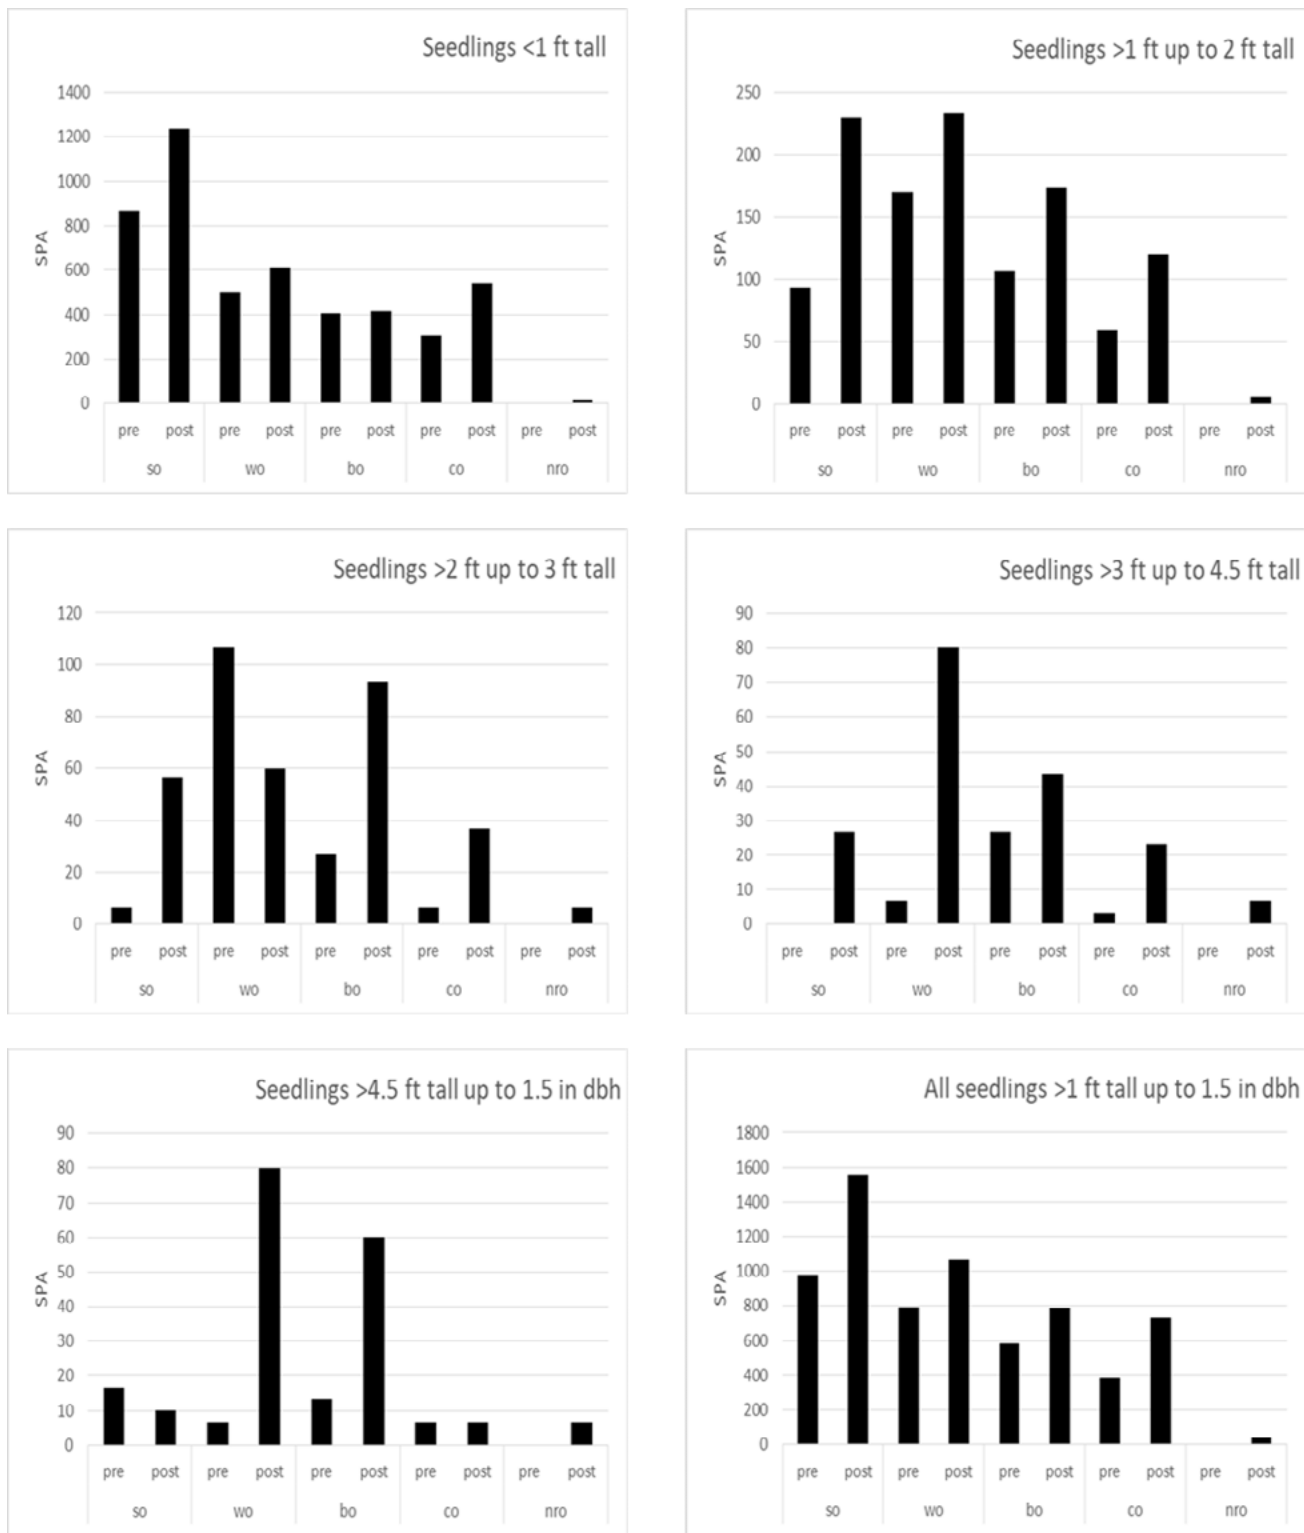 Seedlings <1 ft tall
1400
1200
1000
800
600
400
200
0
SPA
pre post pre post pre post pre post pre post
so wo bo co nro
Seedlings >1 ft up to 2 ft tall
250
200
150
100
50
0
SPA
pre post pre post pre post pre post pre post
so wo bo co nro
Seedlings >2 ft up to 3 ft tall
120
100
80
60
40
20
0
SPA
pre post pre post pre post pre post pre post
so wo bo co nro
Seedlings >3 ft up to 4.5 ft tall
90
80
70
60
50
40
30
20
10
0
SPA
pre post pre post pre post pre post pre post
so wo bo co nro
Seedlings >4.5 ft tall up to 1.5 in dbh
90
80
70
60
50
40
30
20
10
0
SPA
pre post pre post pre post pre post pre post
so wo bo co nro
All seedlings >1 ft tall up to 1.5 in dbh
1800
1600
1400
1200
1000
800
600
400
200
0
SPA
pre post pre post pre post pre post pre post
so wo bo co nro